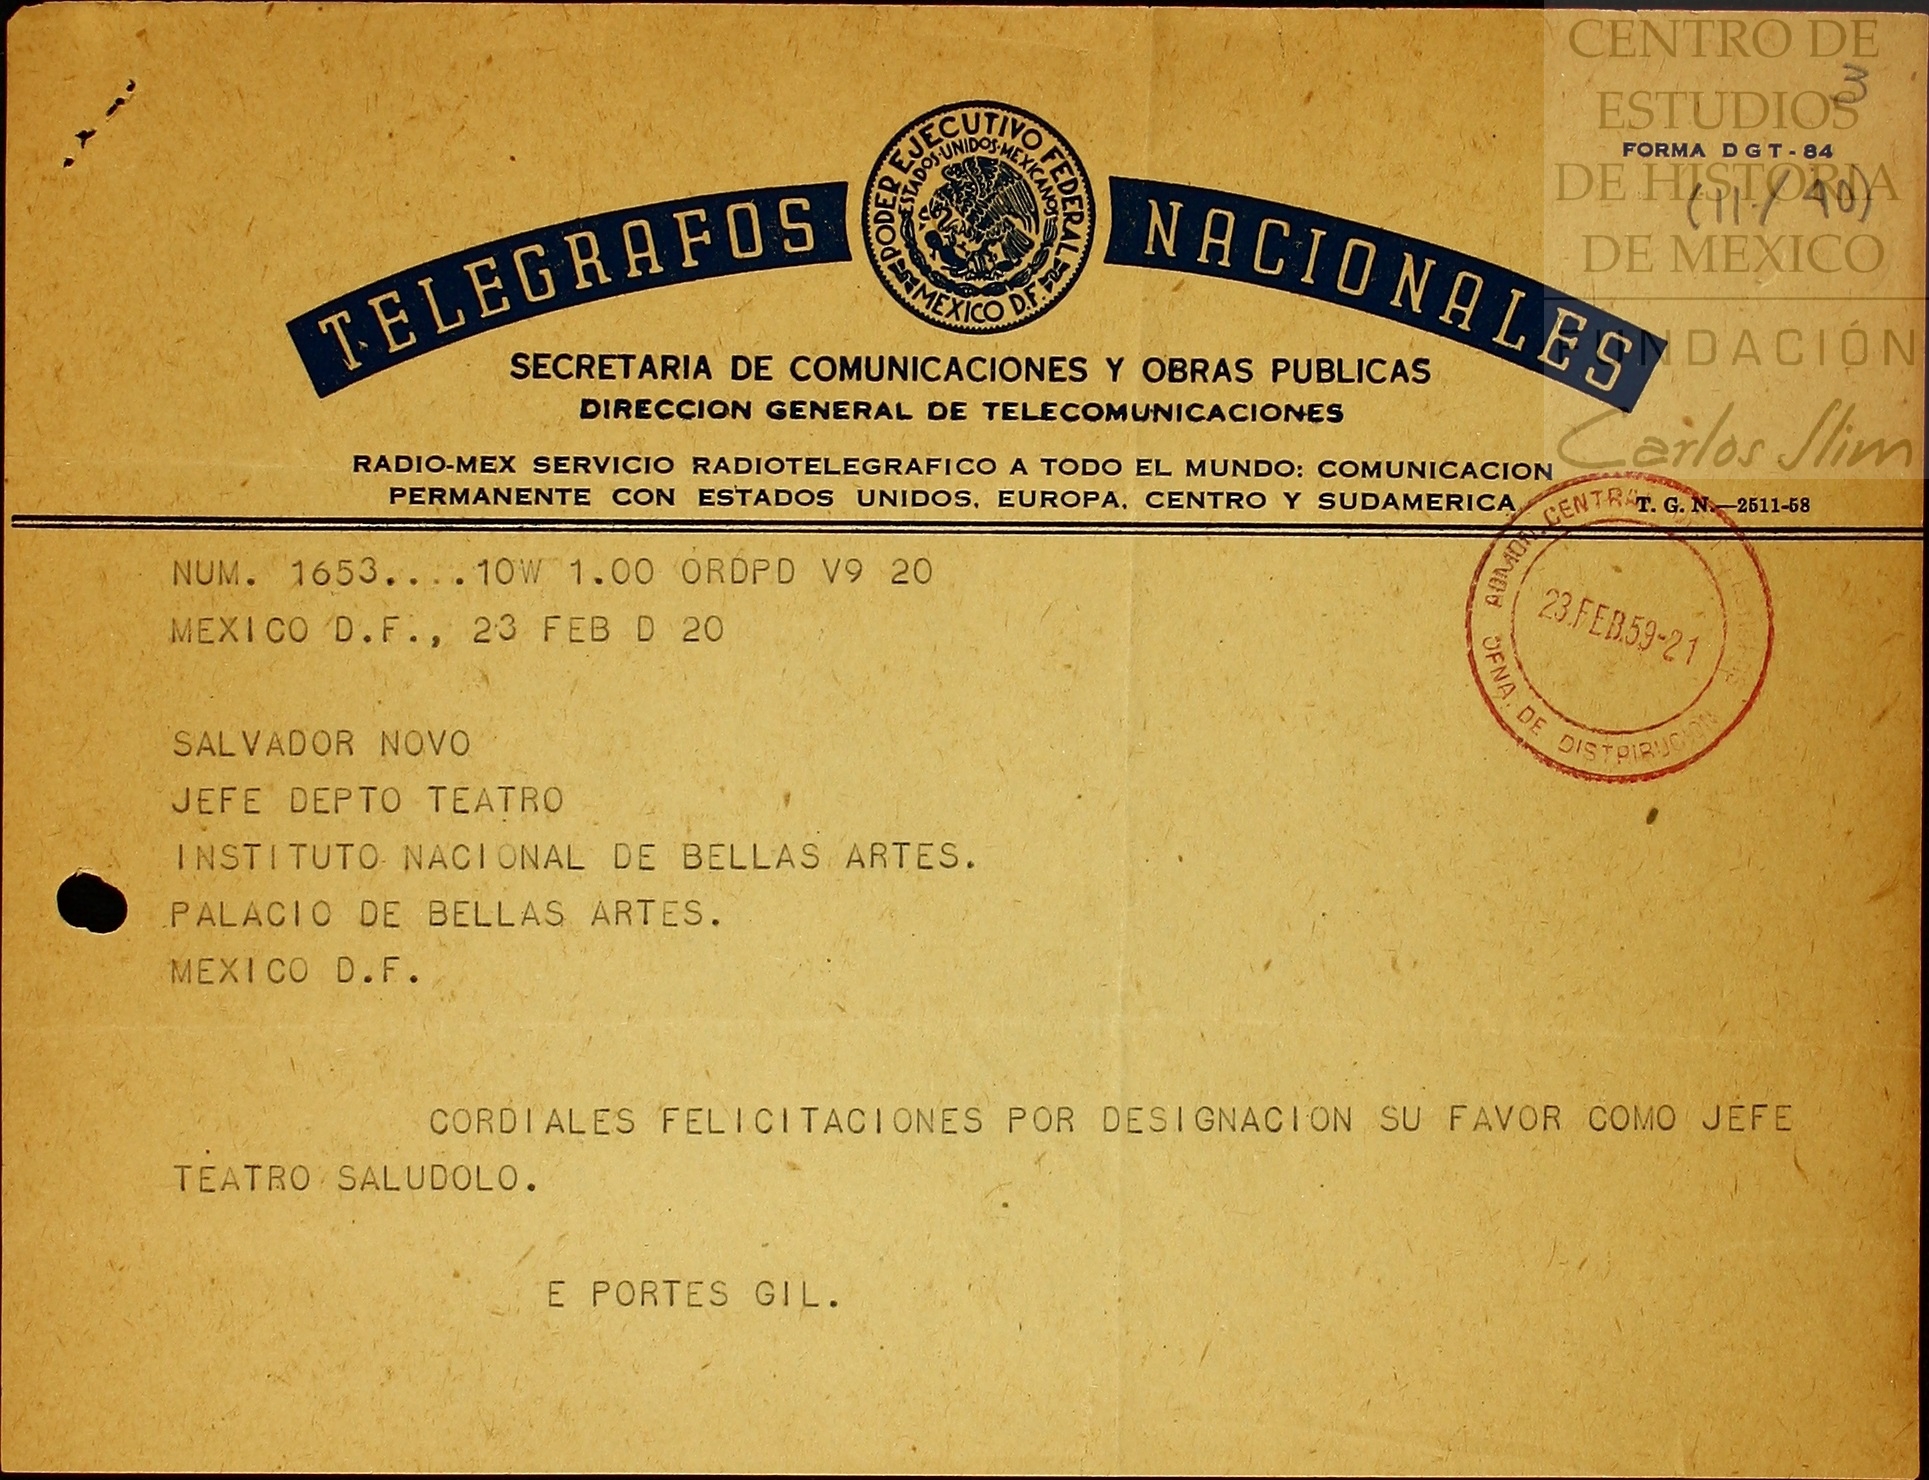 CENTRO DE
ESTUDIOS
DE HISTORIA
DE MEXICO
FUNDACIÓN
Carlos Slim
3
FORMA DGT-84
(11/40)
TELEGRAFOS NACIONALES
PODER EJECUTIVO FEDERAL
ESTADOS·UNIDOS·MEXICANOS
MEXICO D.F.
SECRETARIA DE COMUNICACIONES Y OBRAS PUBLICAS
DIRECCION GENERAL DE TELECOMUNICACIONES
RADIO-MEX SERVICIO RADIOTELEGRAFICO A TODO EL MUNDO: COMUNICACION
PERMANENTE CON ESTADOS UNIDOS, EUROPA, CENTRO Y SUDAMERICA
T. G. N.—2511-58
ADMON. CENTRAL
23.FEB.59-21
OFNA. DE DISTRIBUCION
NUM. 1653....10W 1.00 ORDPD V9 20
MEXICO D.F., 23 FEB D 20
SALVADOR NOVO
JEFE DEPTO TEATRO
INSTITUTO NACIONAL DE BELLAS ARTES.
PALACIO DE BELLAS ARTES.
MEXICO D.F.
CORDIALES FELICITACIONES POR DESIGNACION SU FAVOR COMO JEFE
TEATRO SALUDOLO.
E PORTES GIL.